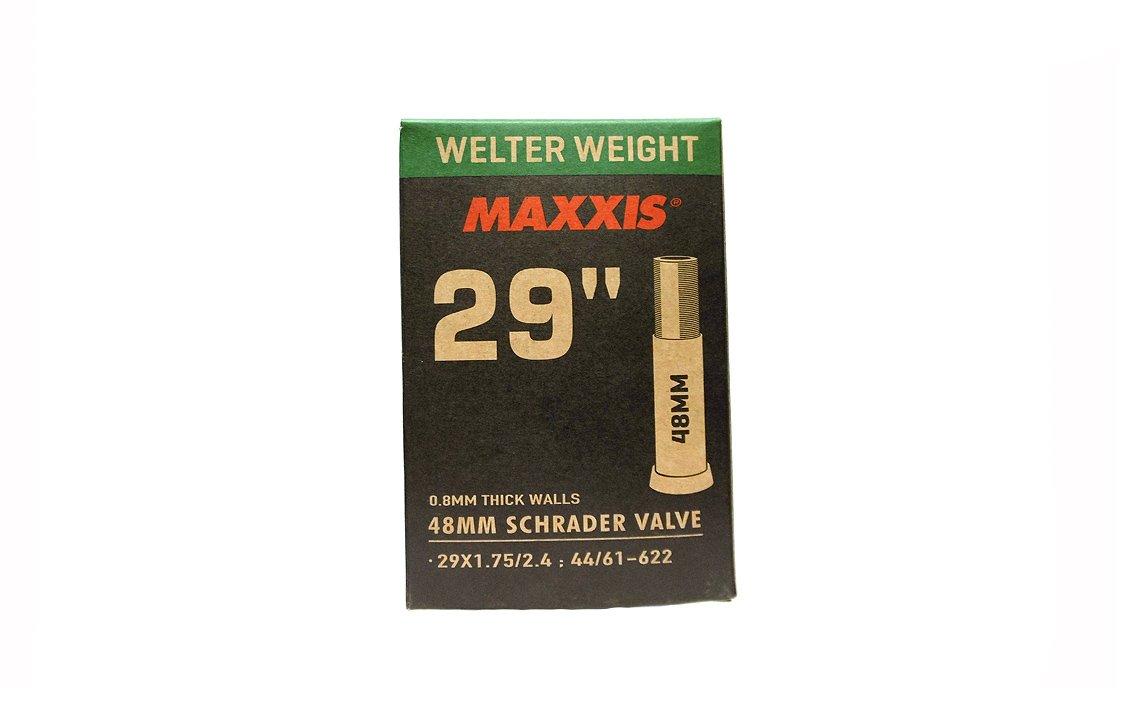 WELTER WEIGHT
MAXXIS®
29"
48MM
0.8MM THICK WALLS
48MM SCHRADER VALVE
·29X1.75/2.4 ; 44/61-622